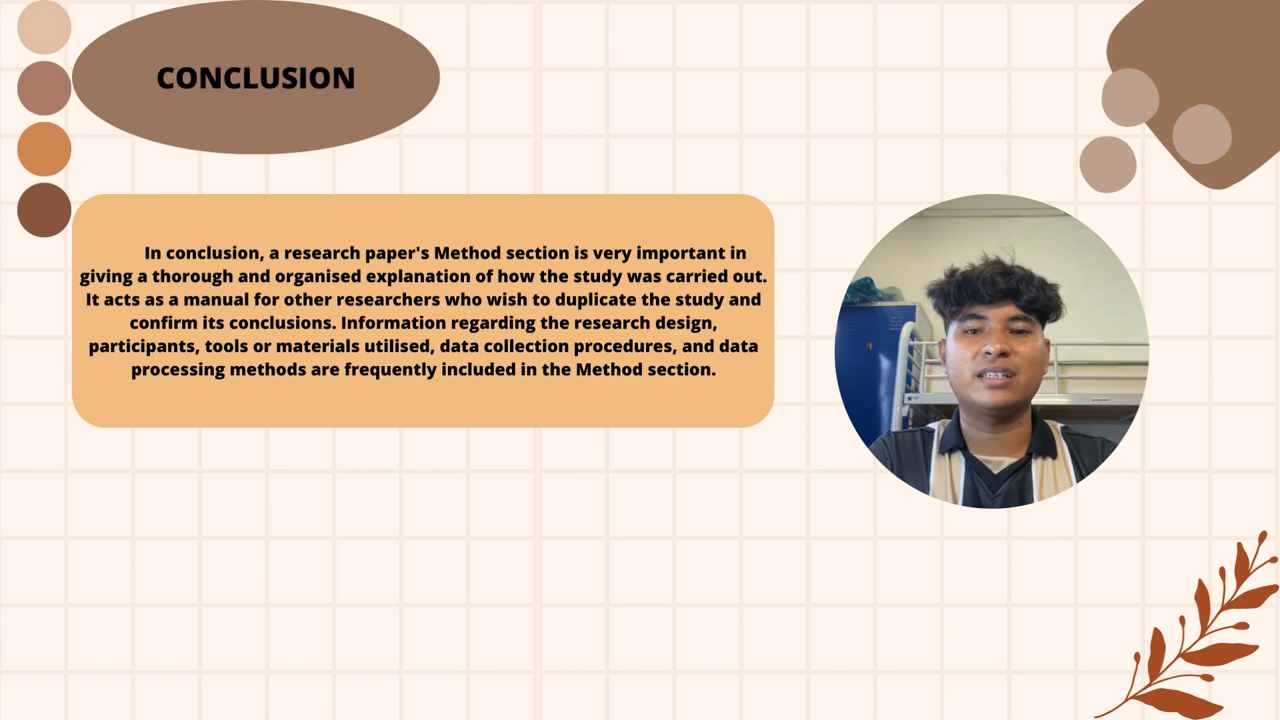 CONCLUSION
In conclusion, a research paper's Method section is very important in
giving a thorough and organised explanation of how the study was carried out.
It acts as a manual for other researchers who wish to duplicate the study and
confirm its conclusions. Information regarding the research design,
participants, tools or materials utilised, data collection procedures, and data
processing methods are frequently included in the Method section.